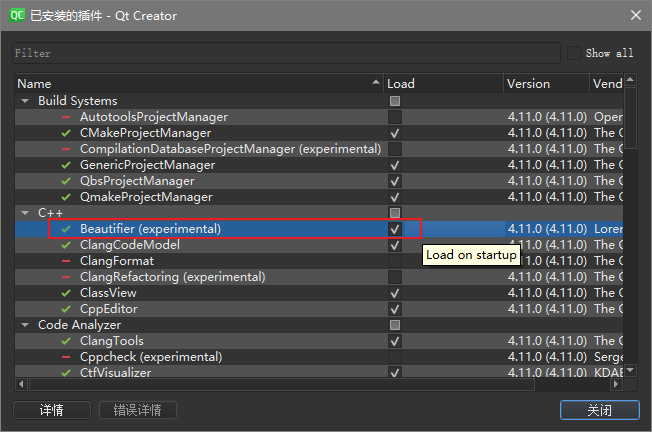 QC 已安装的插件 - Qt Creator
Filter Show all
Name Load Version Vend
Build Systems
AutotoolsProjectManager 4.11.0 (4.11.0) Open
CMakeProjectManager 4.11.0 (4.11.0) The C
CompilationDatabaseProjectManager (experimental) 4.11.0 (4.11.0) The C
GenericProjectManager 4.11.0 (4.11.0) The C
QbsProjectManager 4.11.0 (4.11.0) The C
QmakeProjectManager 4.11.0 (4.11.0) The C
C++
Beautifier (experimental) 4.11.0 (4.11.0) Loren
ClangCodeModel 4.11.0 (4.11.0) The C
Load on startup
ClangFormat 4.11.0 (4.11.0) The C
ClangRefactoring (experimental) 4.11.0 (4.11.0) The C
ClassView 4.11.0 (4.11.0) The C
CppEditor 4.11.0 (4.11.0) The C
Code Analyzer
ClangTools 4.11.0 (4.11.0) The C
Cppcheck (experimental) 4.11.0 (4.11.0) Serge
CtfVisualizer 4.11.0 (4.11.0) KDAB
详情 错误详情 关闭